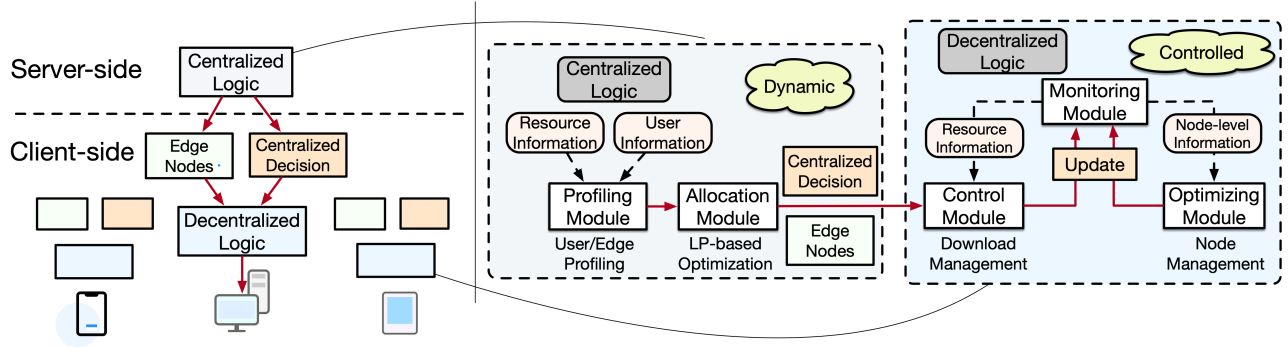 Server-side
Centralized
Logic
Client-side
Edge
Nodes
Centralized
Decision
Decentralized
Logic
Centralized
Logic
Dynamic
Resource
Information
User
Information
Profiling
Module
User/Edge
Profiling
Allocation
Module
LP-based
Optimization
Centralized
Decision
Edge
Nodes
Decentralized
Logic
Controlled
Monitoring
Module
Resource
Information
Node-level
Information
Update
Control
Module
Download
Management
Optimizing
Module
Node
Management